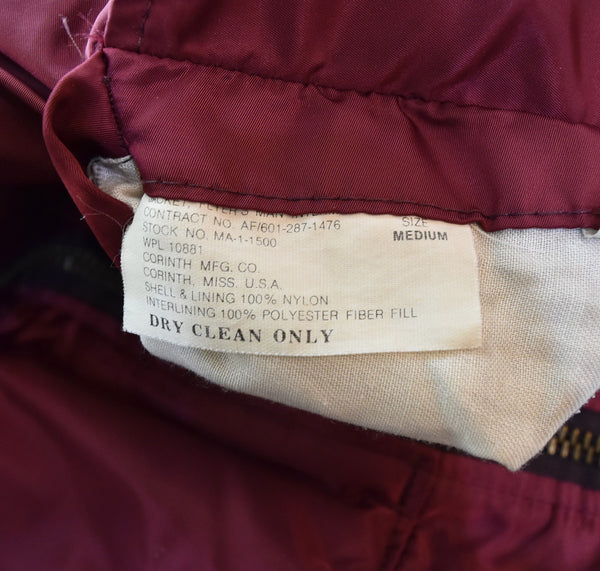 JACKET, FLYER'S MAN
CONTRACT NO. AF/601-287-1476 SIZE
STOCK NO. MA-1-1500 MEDIUM
WPL 10881
CORINTH MFG. CO.
CORINTH, MISS. U.S.A.
SHELL & LINING 100% NYLON
INTERLINING 100% POLYESTER FIBER FILL
DRY CLEAN ONLY